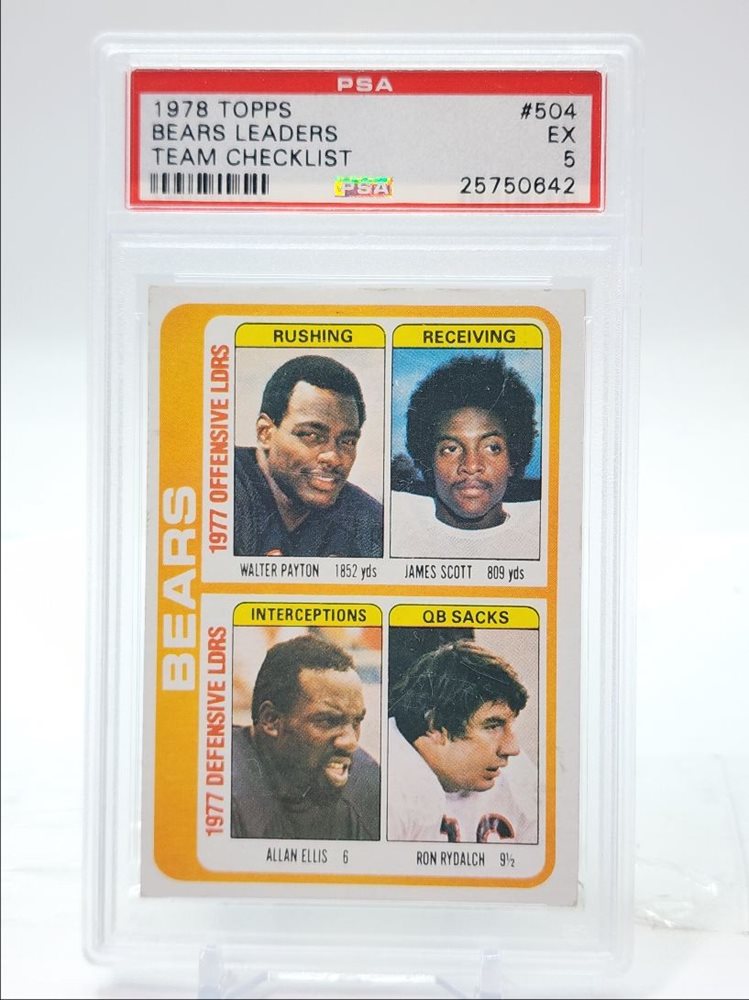 PSA
1978 TOPPS #504
BEARS LEADERS EX
TEAM CHECKLIST 5
PSA 25750642
BEARS
1977 OFFENSIVE LDRS
RUSHING
WALTER PAYTON 1852 yds
RECEIVING
JAMES SCOTT 809 yds
1977 DEFENSIVE LDRS
INTERCEPTIONS
ALLAN ELLIS 6
QB SACKS
RON RYDALCH 9½